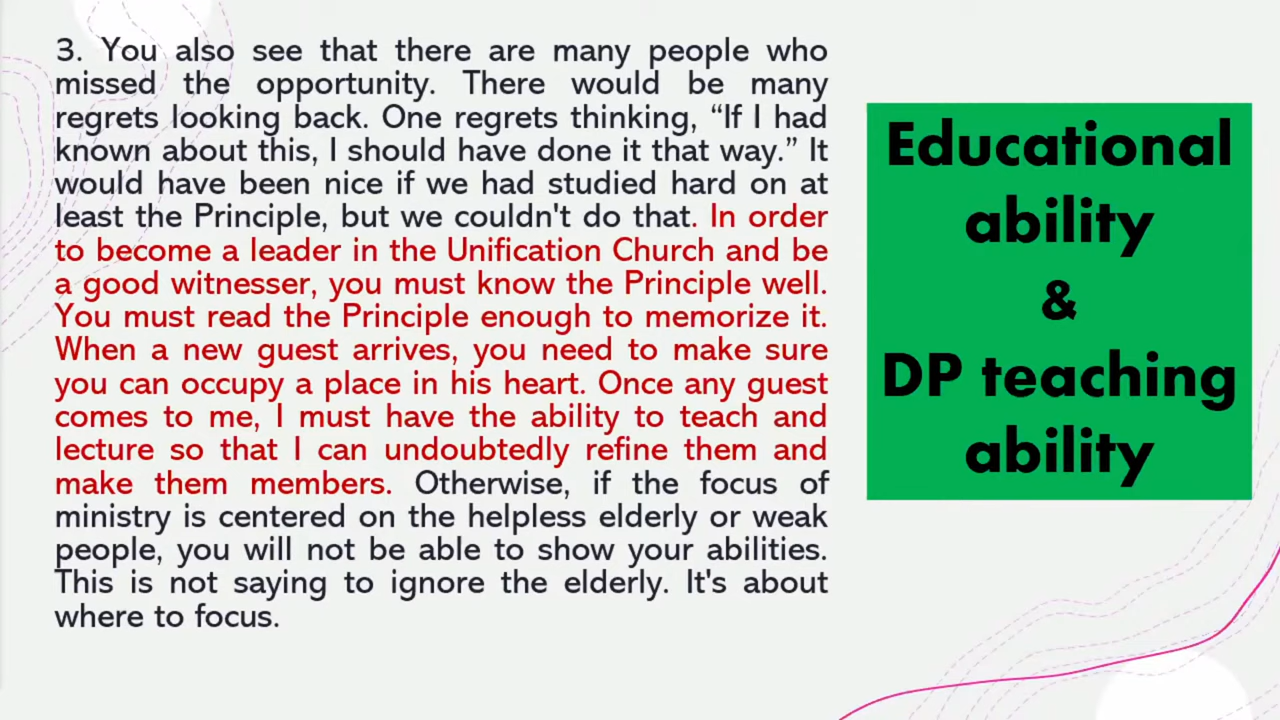 3. You also see that there are many people who
missed the opportunity. There would be many
regrets looking back. One regrets thinking, “If I had
known about this, I should have done it that way.” It
would have been nice if we had studied hard on at
least the Principle, but we couldn't do that. In order
to become a leader in the Unification Church and be
a good witnesser, you must know the Principle well.
You must read the Principle enough to memorize it.
When a new guest arrives, you need to make sure
you can occupy a place in his heart. Once any guest
comes to me, I must have the ability to teach and
lecture so that I can undoubtedly refine them and
make them members. Otherwise, if the focus of
ministry is centered on the helpless elderly or weak
people, you will not be able to show your abilities.
This is not saying to ignore the elderly. It's about
where to focus.
Educational
ability
&
DP teaching
ability